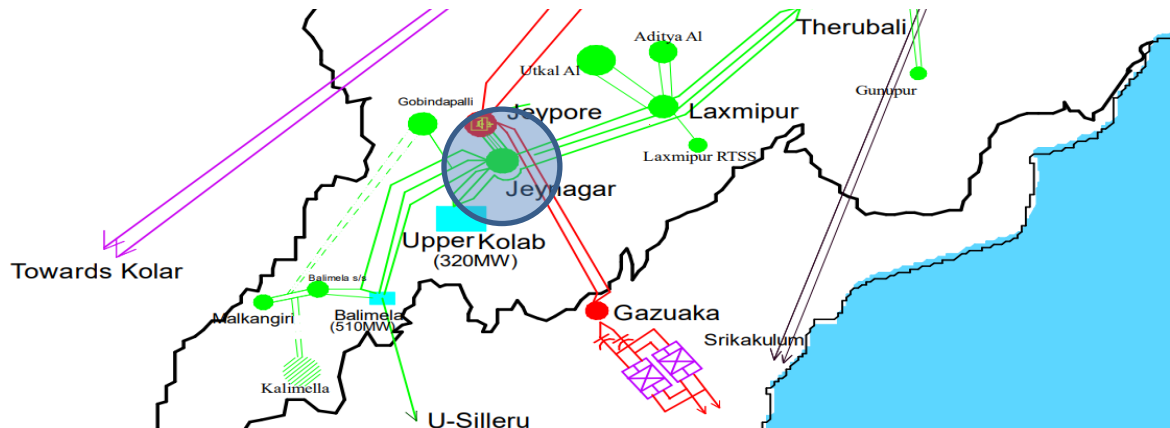 Therubali
Aditya Al
Utkal Al
Gunupur
Gobindapalli
Jeypore
Laxmipur
Laxmipur RTSS
Jeynagar
Upper Kolab
(320MW)
Towards Kolar
Balimela s/s
Malkangiri
Balimela
(510MW)
Gazuaka
Srikakulum
Kalimella
U-Silleru